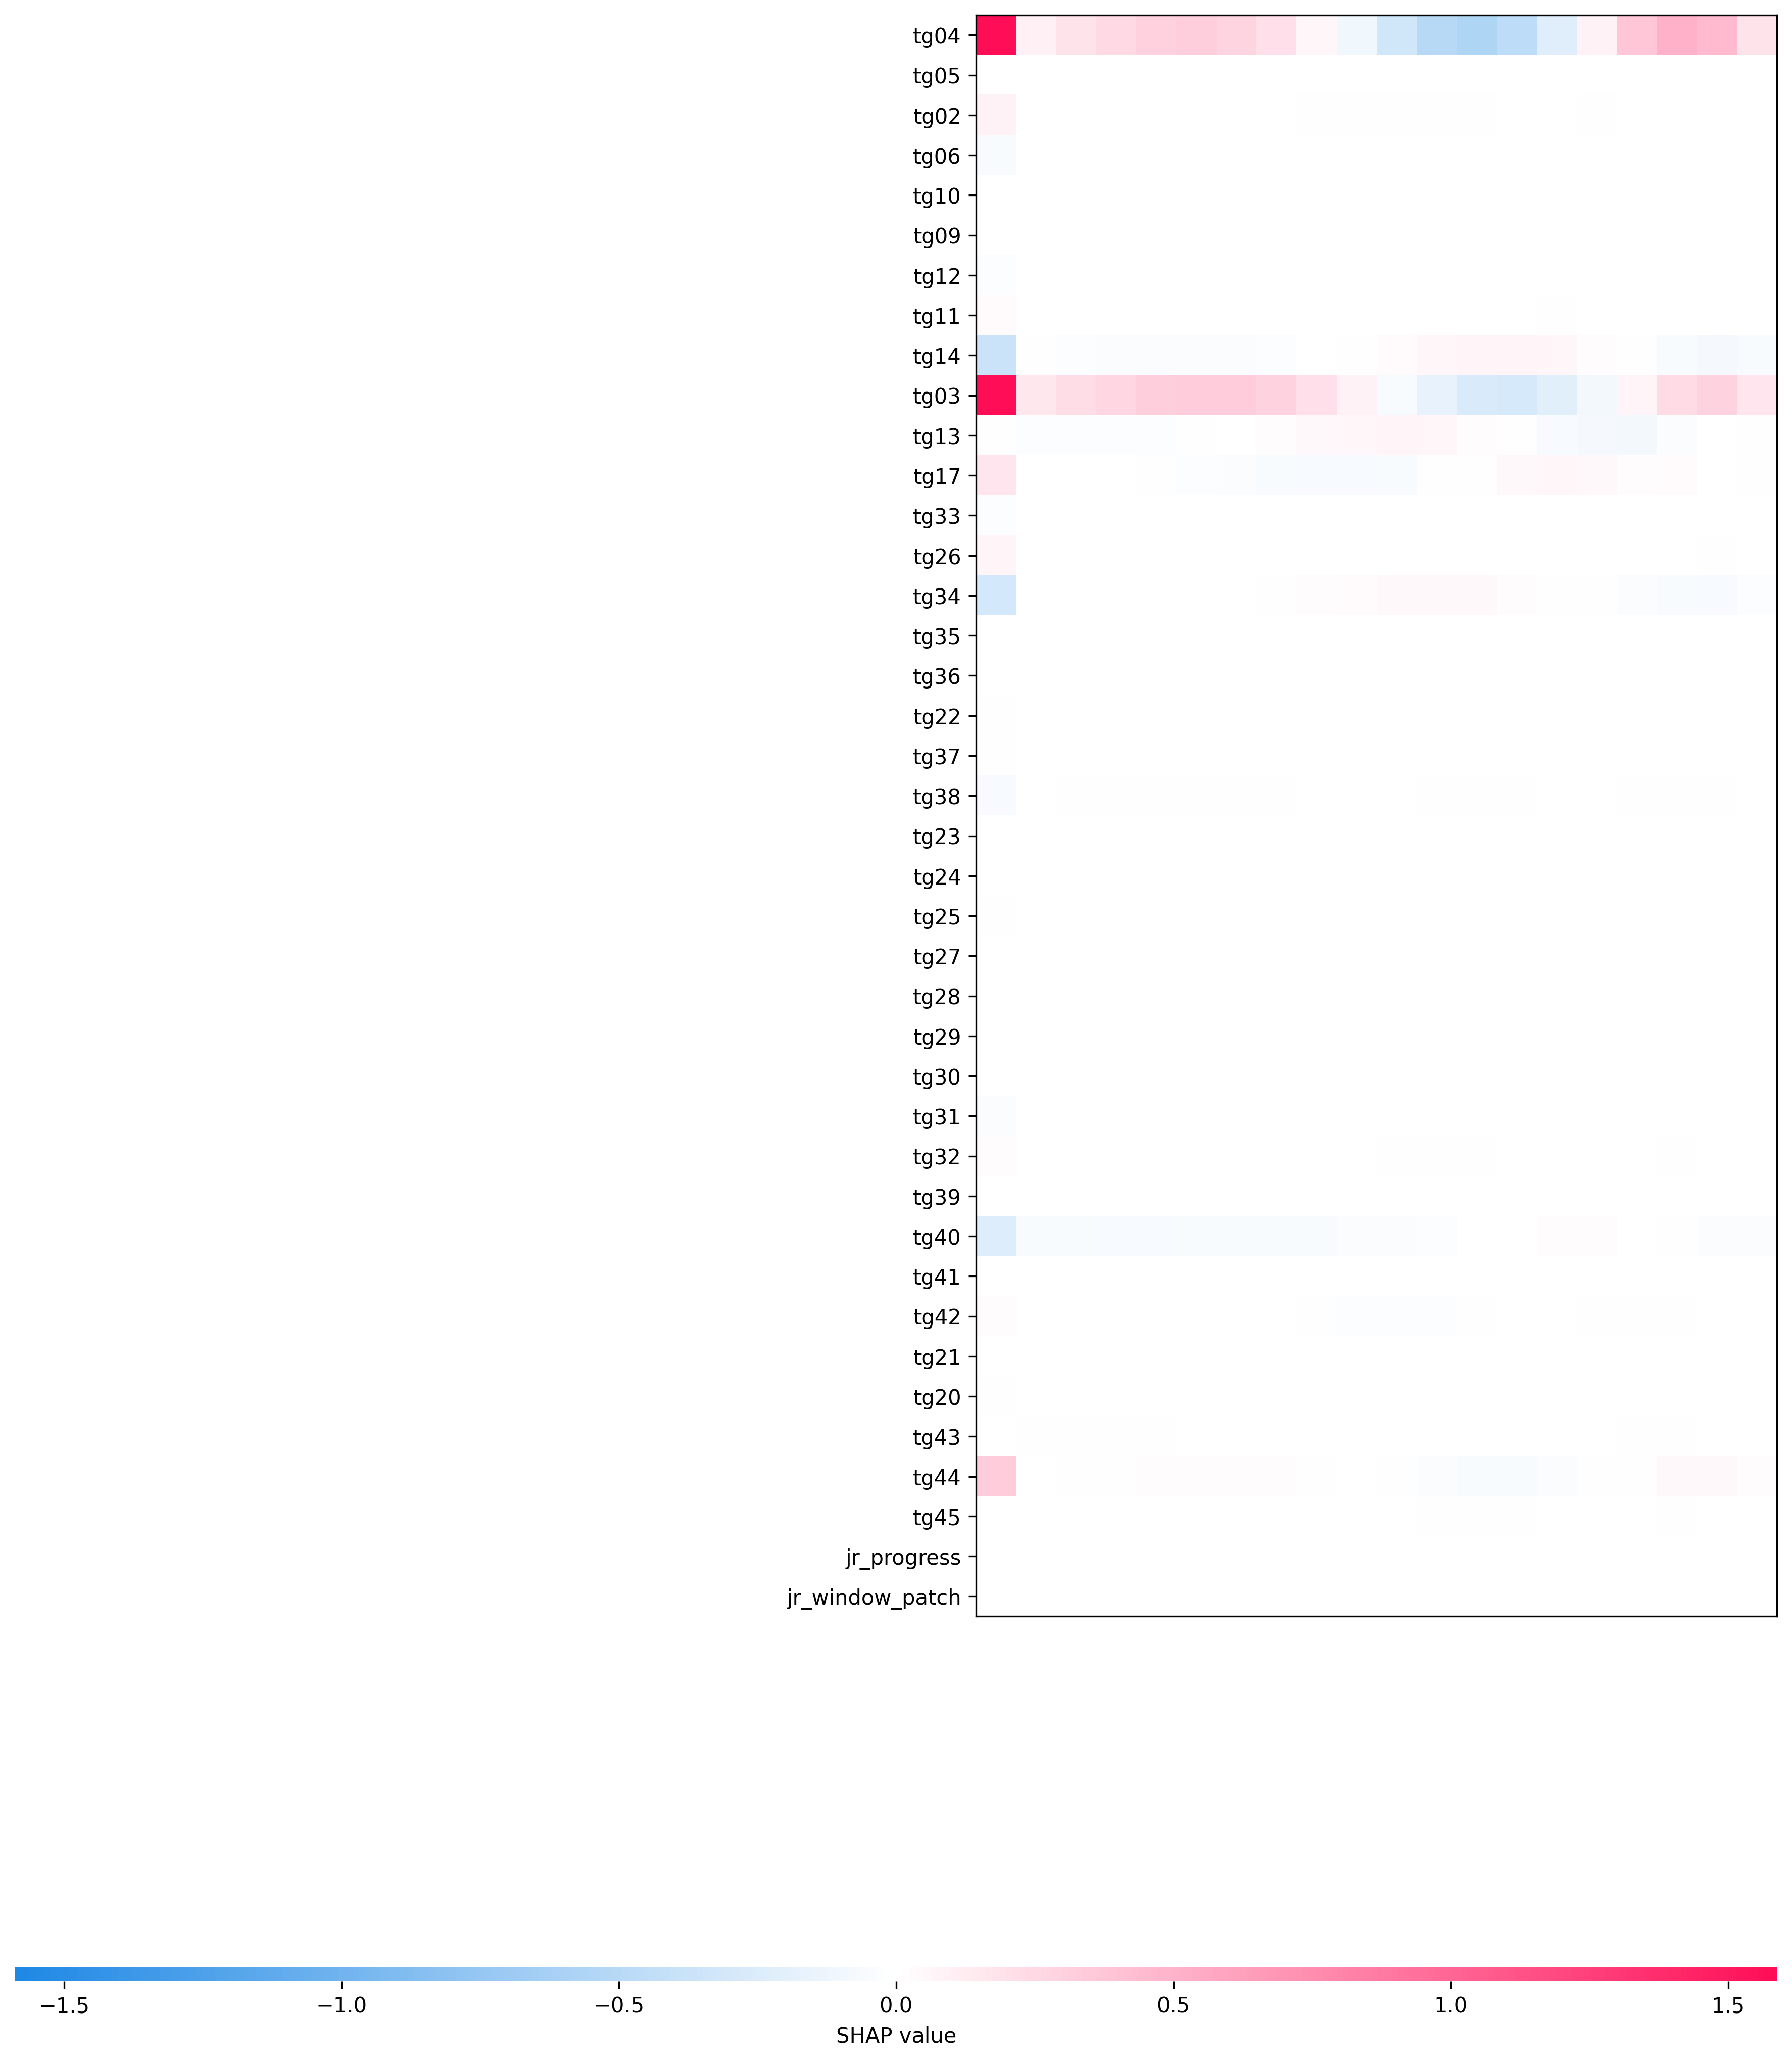 tg04
tg05
tg02
tg06
tg10
tg09
tg12
tg11
tg14
tg03
tg13
tg17
tg33
tg26
tg34
tg35
tg36
tg22
tg37
tg38
tg23
tg24
tg25
tg27
tg28
tg29
tg30
tg31
tg32
tg39
tg40
tg41
tg42
tg21
tg20
tg43
tg44
tg45
jr_progress
jr_window_patch
−1.5 −1.0 −0.5 0.0 0.5 1.0 1.5
SHAP value